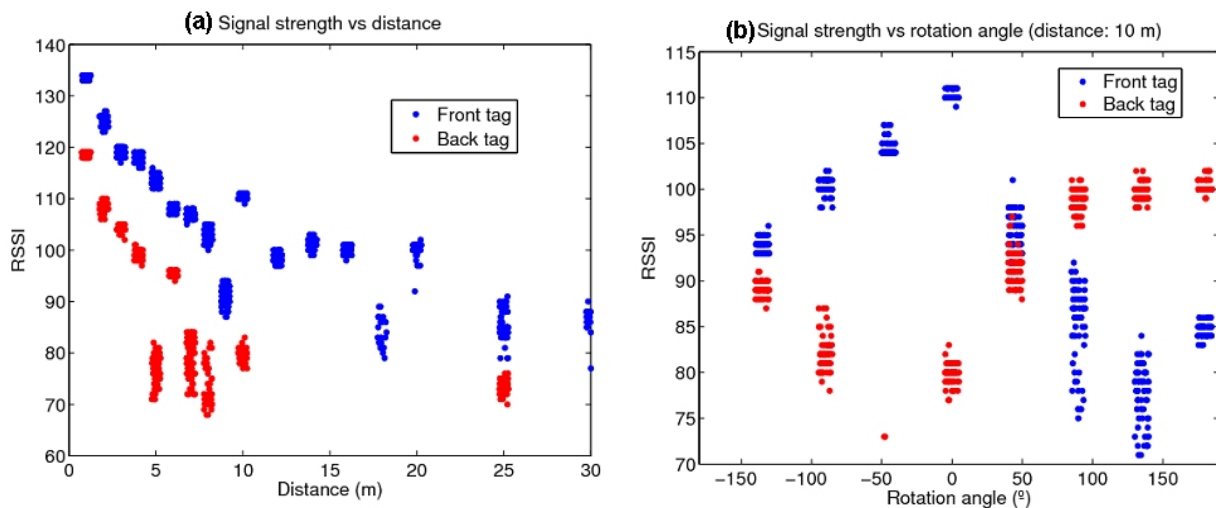 (a) Signal strength vs distance
140
130
120
110
100
90
80
70
60
RSSI
Front tag
Back tag
0 5 10 15 20 25 30
Distance (m)
(b) Signal strength vs rotation angle (distance: 10 m)
115
110
105
100
95
90
85
80
75
70
RSSI
Front tag
Back tag
−150 −100 −50 0 50 100 150
Rotation angle (º)